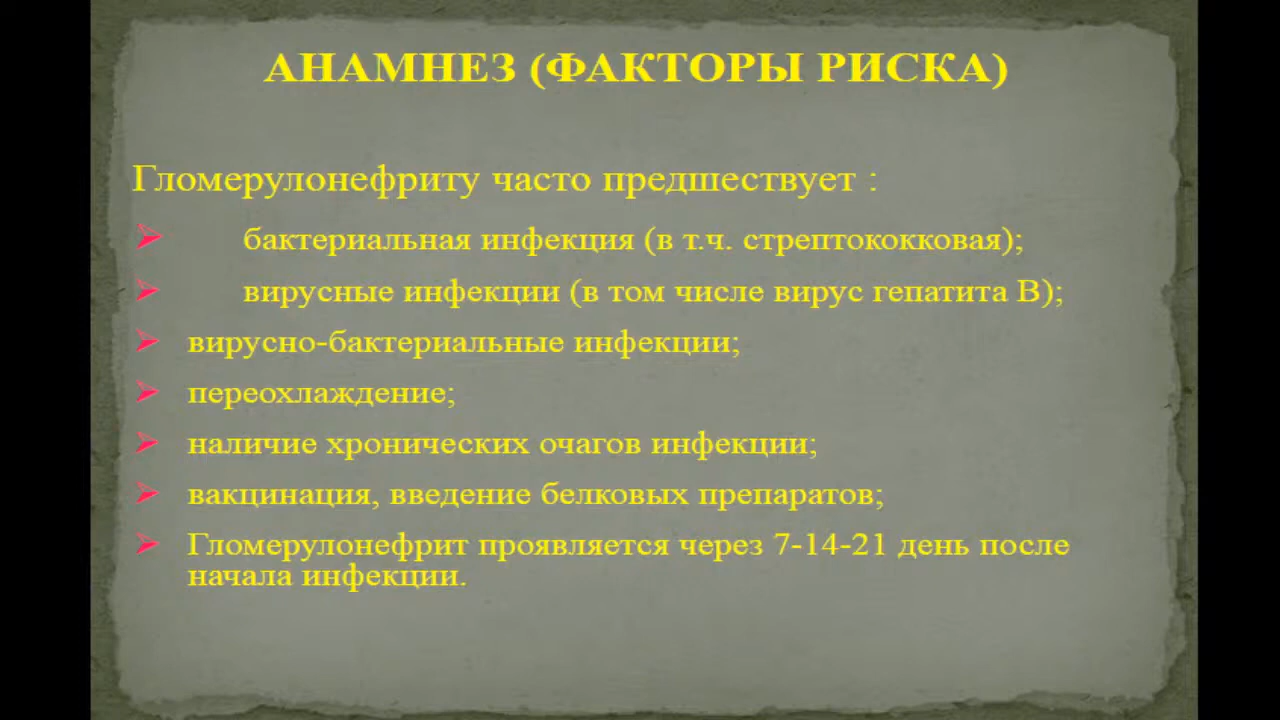 АНАМНЕЗ (ФАКТОРЫ РИСКА)
Гломерулонефриту часто предшествует :
бактериальная инфекция (в т.ч. стрептококковая);
вирусные инфекции (в том числе вирус гепатита В);
вирусно-бактериальные инфекции;
переохлаждение;
наличие хронических очагов инфекции;
вакцинация, введение белковых препаратов;
Гломерулонефрит проявляется через 7-14-21 день после
начала инфекции.